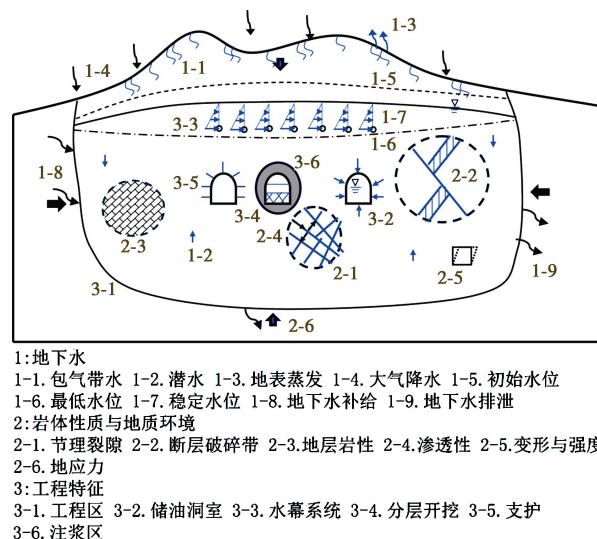 1-3
1-4
1-1
1-5
3-3
1-7
1-6
3-6
1-8
3-5
2-2
3-4
3-2
2-3
2-4
1-2
2-1
2-5
1-9
3-1
2-6
1:地下水
1-1.包气带水 1-2.潜水 1-3.地表蒸发 1-4.大气降水 1-5.初始水位
1-6.最低水位 1-7.稳定水位 1-8.地下水补给 1-9.地下水排泄
2:岩体性质与地质环境
2-1.节理裂隙 2-2.断层破碎带 2-3.地层岩性 2-4.渗透性 2-5.变形与强度
2-6.地应力
3:工程特征
3-1.工程区 3-2.储油洞室 3-3.水幕系统 3-4.分层开挖 3-5.支护
3-6.注浆区